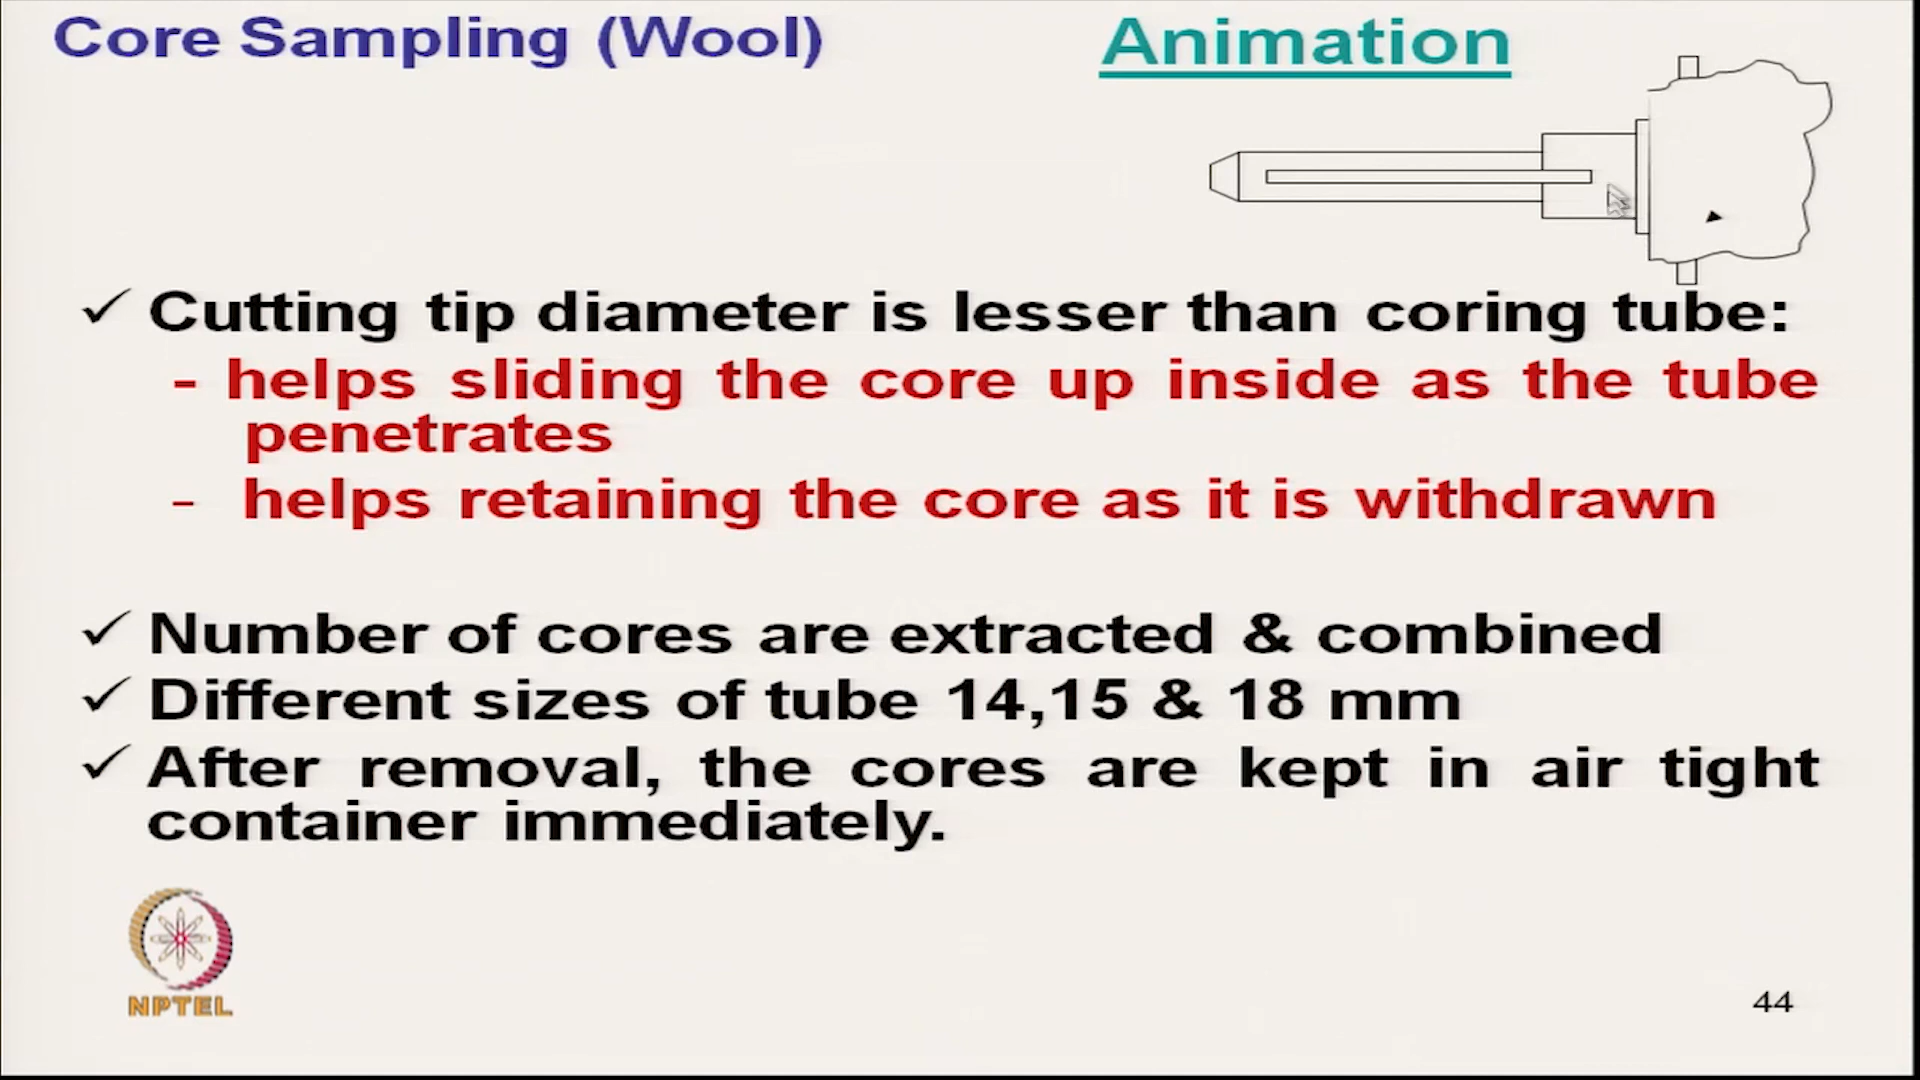 Core Sampling (Wool)
Animation
✓ Cutting tip diameter is lesser than coring tube:
- helps sliding the core up inside as the tube
penetrates
- helps retaining the core as it is withdrawn
✓ Number of cores are extracted & combined
✓ Different sizes of tube 14,15 & 18 mm
✓ After removal, the cores are kept in air tight
container immediately.
NPTEL
44